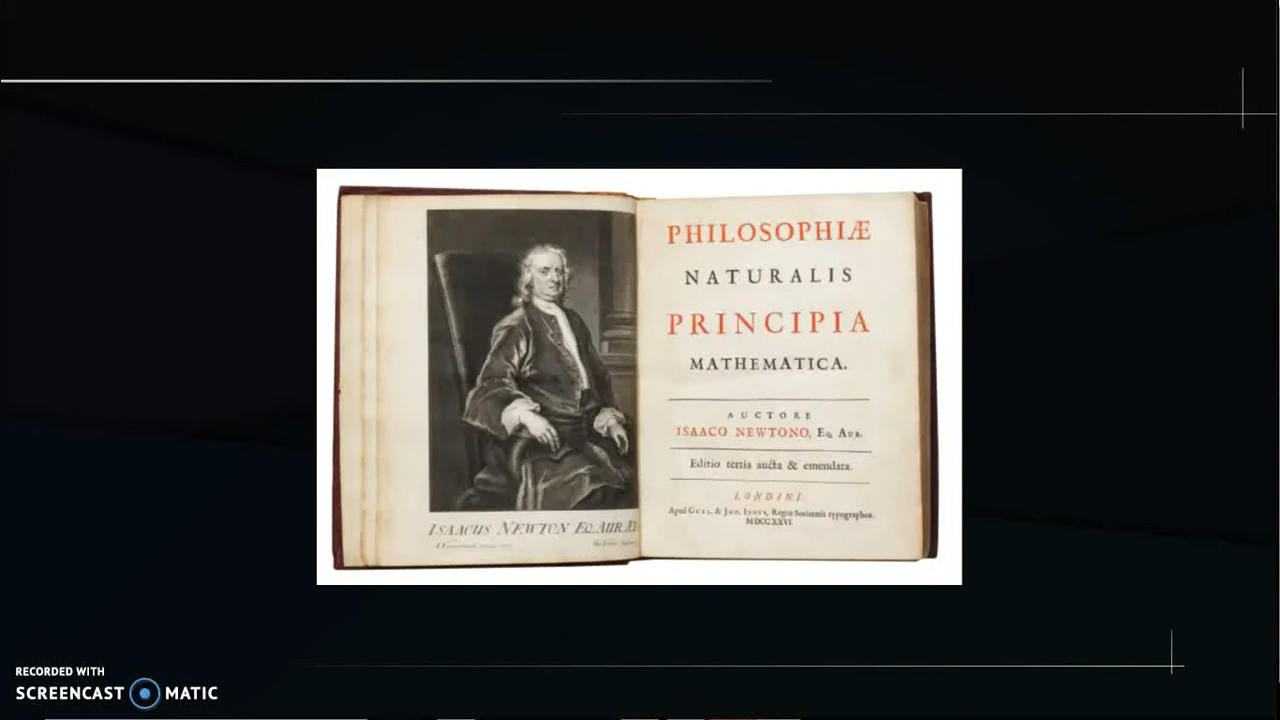 ISAACUS NEWTON EQ. AUR. Æ
PHILOSOPHIÆ
NATURALIS
PRINCIPIA
MATHEMATICA.
AUCTORE
ISAACO NEWTONO, Eq. Aur.
Editio tertia aucta & emendata.
LONDINI
Apud Guil. & Joh. Innys, Regiæ Societatis typographos.
MDCCXXVI.
RECORDED WITH
SCREENCAST MATIC